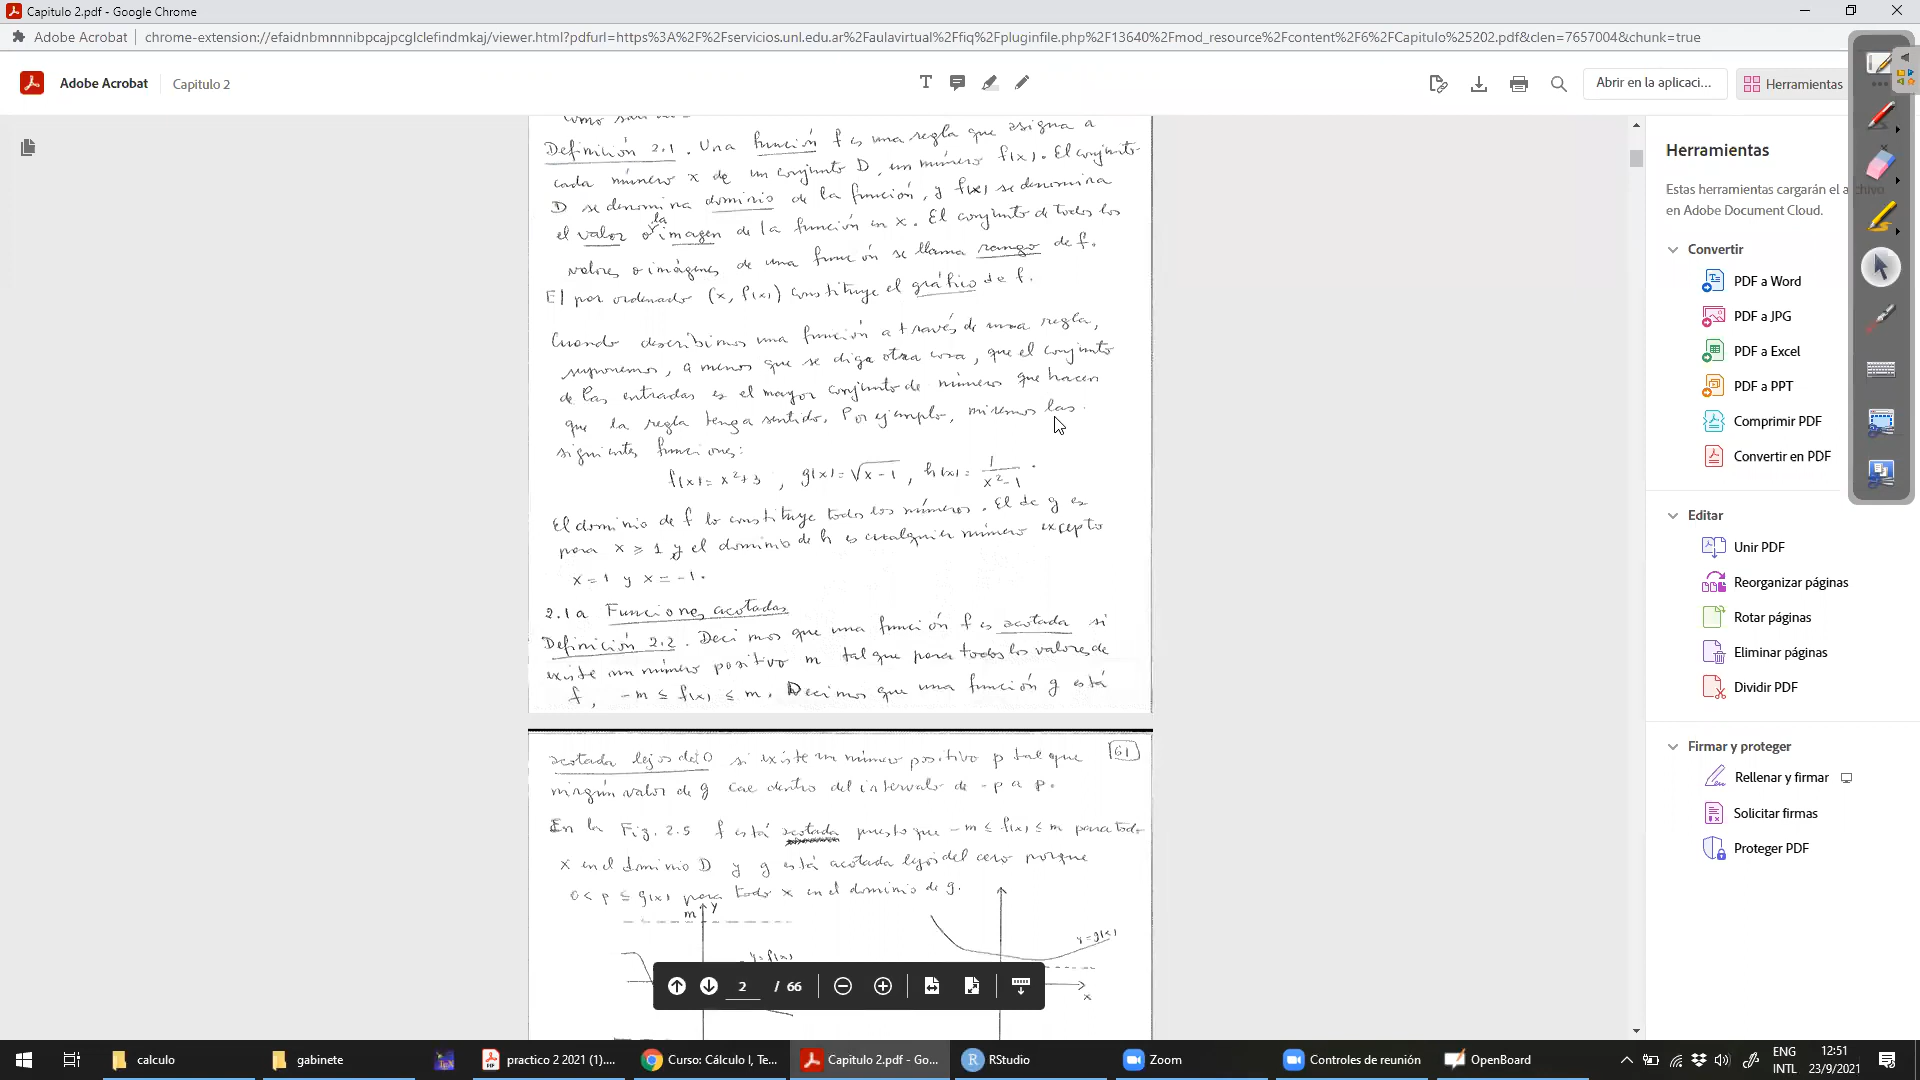 Capitulo 2.pdf - Google Chrome
Adobe Acrobat
chrome-extension://efaidnbmnnnibpcajpcglclefindmkaj/viewer.html?pdfurl=https%3A%2F%2Fservicios.unl.edu.ar%2Faulavirtual%2Ffiq%2Fpluginfile.php%2F13640%2Fmod_resource%2Fcontent%2F6%2FCapitulo%25202.pdf&clen=7657004&chunk=true
Adobe Acrobat
Capitulo 2
Abrir en la aplicaci...
Herramientas
Definición 2.1. Una función f es una regla que asigna a
cada número x de un conjunto D, un número f(x). El conjunto
D se denomina dominio de la función, y f(x) se denomina
el valor o la imagen de la función en x. El conjunto de todos los
valores o imágenes de una función se llama rango de f.
El par ordenado (x, f(x)) constituye el gráfico de f.
Cuando describimos una función a través de una regla,
suponemos, a menos que se diga otra cosa, que el conjunto
de las entradas es el mayor conjunto de números que hacen
que la regla tenga sentido. Por ejemplo, miremos las
siguientes funciones:
f(x) = x²+3 ; g(x) = √x-1 , h(x) = 1/x²-1 .
El dominio de f lo constituye todos los números. El de g es
para x ≥ 1 y el dominio de h es cualquier número excepto
x = 1 y x = -1.
2.1a Funciones acotadas
Definición 2.2. Decimos que una función f es acotada si
existe un número positivo m tal que para todos los valores de
f, -m ≤ f(x) ≤ m. Decimos que una función g está
acotada lejos del 0 si existe un número positivo p tal que
61
ningún valor de g cae dentro del intervalo de -p a p.
En la Fig. 2.5 f está acotada puesto que -m ≤ f(x) ≤ m para todo
x en el dominio D y g está acotada lejos del cero porque
0 < p ≤ g(x) para todo x en el dominio de g.
m
y
y=f(x)
y=g(x)
x
2 / 66
Herramientas
Estas herramientas cargarán el archivo
en Adobe Document Cloud.
Convertir
PDF a Word
PDF a JPG
PDF a Excel
PDF a PPT
Comprimir PDF
Convertir en PDF
Editar
Unir PDF
Reorganizar páginas
Rotar páginas
Eliminar páginas
Dividir PDF
Firmar y proteger
Rellenar y firmar
Solicitar firmas
Proteger PDF
calculo
gabinete
practico 2 2021 (1)....
Curso: Cálculo I, Te...
Capitulo 2.pdf - Go...
RStudio
Zoom
Controles de reunión
OpenBoard
ENG
INTL
12:51
23/9/2021